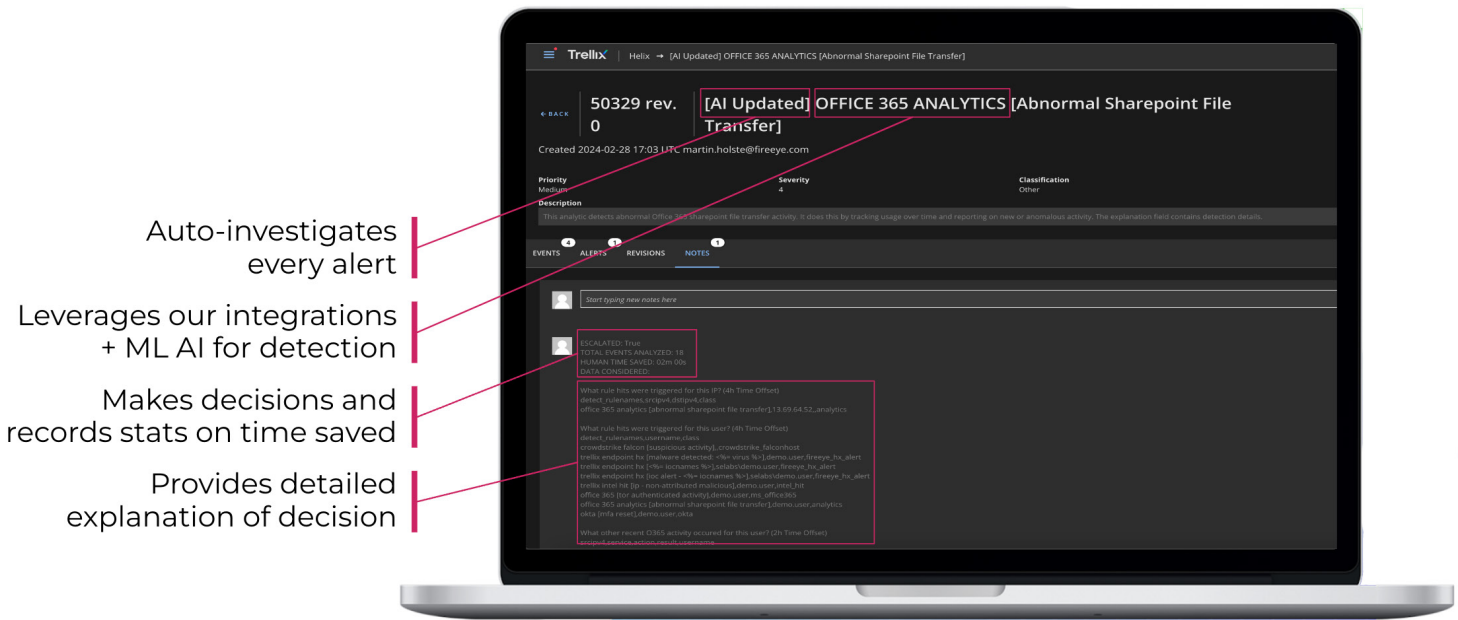 Auto-investigates
every alert
Leverages our integrations
+ ML AI for detection
Makes decisions and
records stats on time saved
Provides detailed
explanation of decision
Trellix | Helix → [AI Updated] OFFICE 365 ANALYTICS [Abnormal Sharepoint File Transfer]
← BACK
50329 rev.
0
[AI Updated] OFFICE 365 ANALYTICS [Abnormal Sharepoint File
Transfer]
Created 2024-02-28 17:03 UTC martin.holste@fireeye.com
Priority
Medium
Severity
4
Classification
Other
Description
This analytic detects abnormal Office 365 sharepoint file transfer activity. It does this by tracking usage over time and reporting on new or anomalous activity. The explanation field contains detection details.
EVENTS 4 ALERTS 1 REVISIONS NOTES 1
Start typing new notes here
ESCALATED: True
TOTAL EVENTS ANALYZED: 18
HUMAN TIME SAVED: 02m 00s
DATA CONSIDERED:
What rule hits were triggered for this IP? (4h Time Offset)
detect_rulenames,srcipv4,dstipv4,class
office 365 analytics [abnormal sharepoint file transfer],13.69.64.52,,analytics
What rule hits were triggered for this user? (4h Time Offset)
detect_rulenames,username,class
crowdstrike falcon [suspicious activity],,crowdstrike_falconhost
trellix endpoint hx [malware detected: <%= virus %>],demo.user,fireeye_hx_alert
trellix endpoint hx [<%= iocnames %>],selabs\demo.user,fireeye_hx_alert
trellix endpoint hx [ioc alert - <%= iocnames %>],selabs\demo.user,fireeye_hx_alert
trellix intel hit [ip - non-attributed malicious],demo.user,intel_hit
office 365 [tor authenticated activity],demo.user,ms_office365
office 365 analytics [abnormal sharepoint file transfer],demo.user,analytics
okta [mfa reset],demo.user,okta
What other recent O365 activity occured for this user? (2h Time Offset)
srcipv4,service,action,result,username